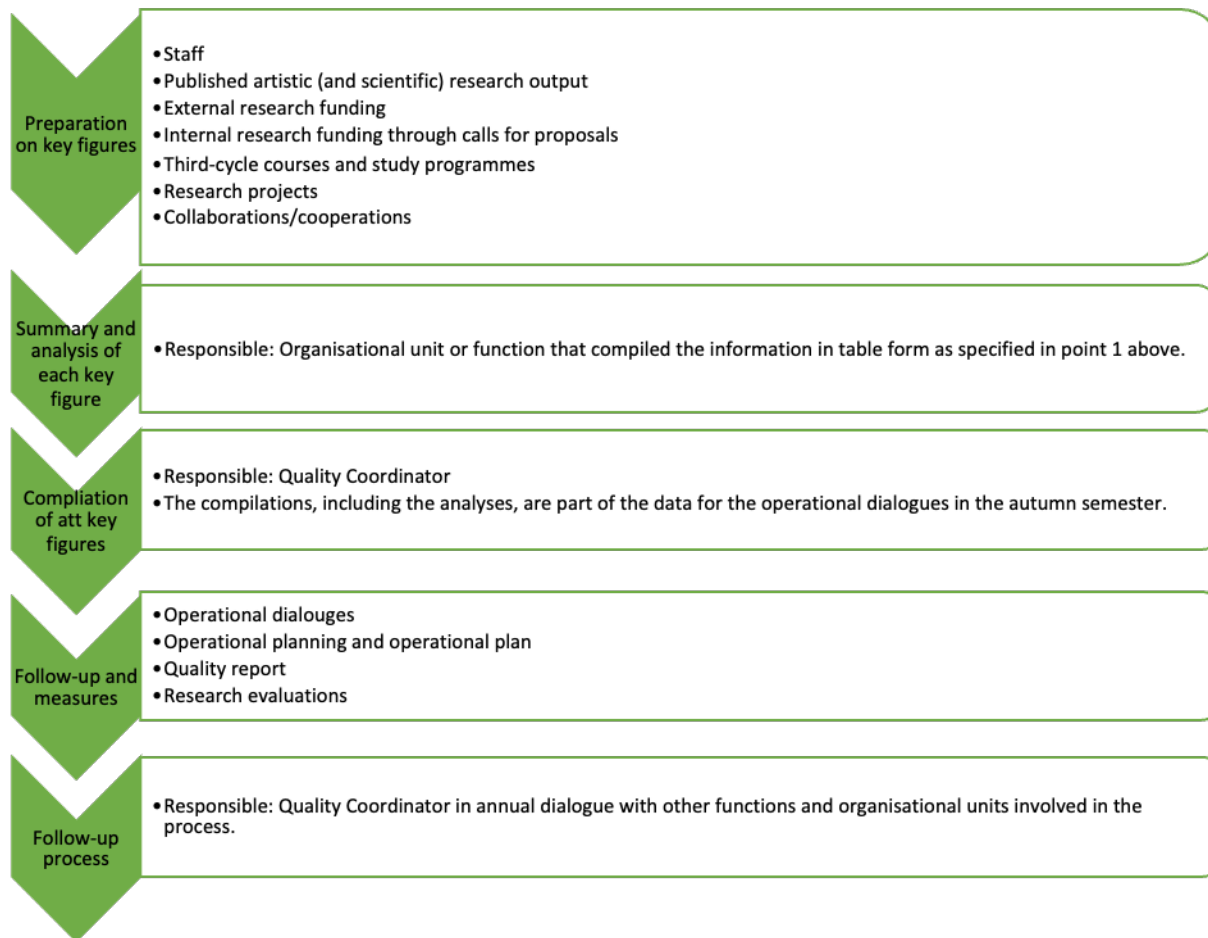 Preparation
on key figures
•Staff
•Published artistic (and scientific) research output
•External research funding
•Internal research funding through calls for proposals
•Third-cycle courses and study programmes
•Research projects
•Collaborations/cooperations
Summary and
analysis of
each key
figure
•Responsible: Organisational unit or function that compiled the information in table form as specified in point 1 above.
Compliation
of att key
figures
•Responsible: Quality Coordinator
•The compilations, including the analyses, are part of the data for the operational dialogues in the autumn semester.
Follow-up and
measures
•Operational dialouges
•Operational planning and operational plan
•Quality report
•Research evaluations
Follow-up
process
•Responsible: Quality Coordinator in annual dialogue with other functions and organisational units involved in the
process.